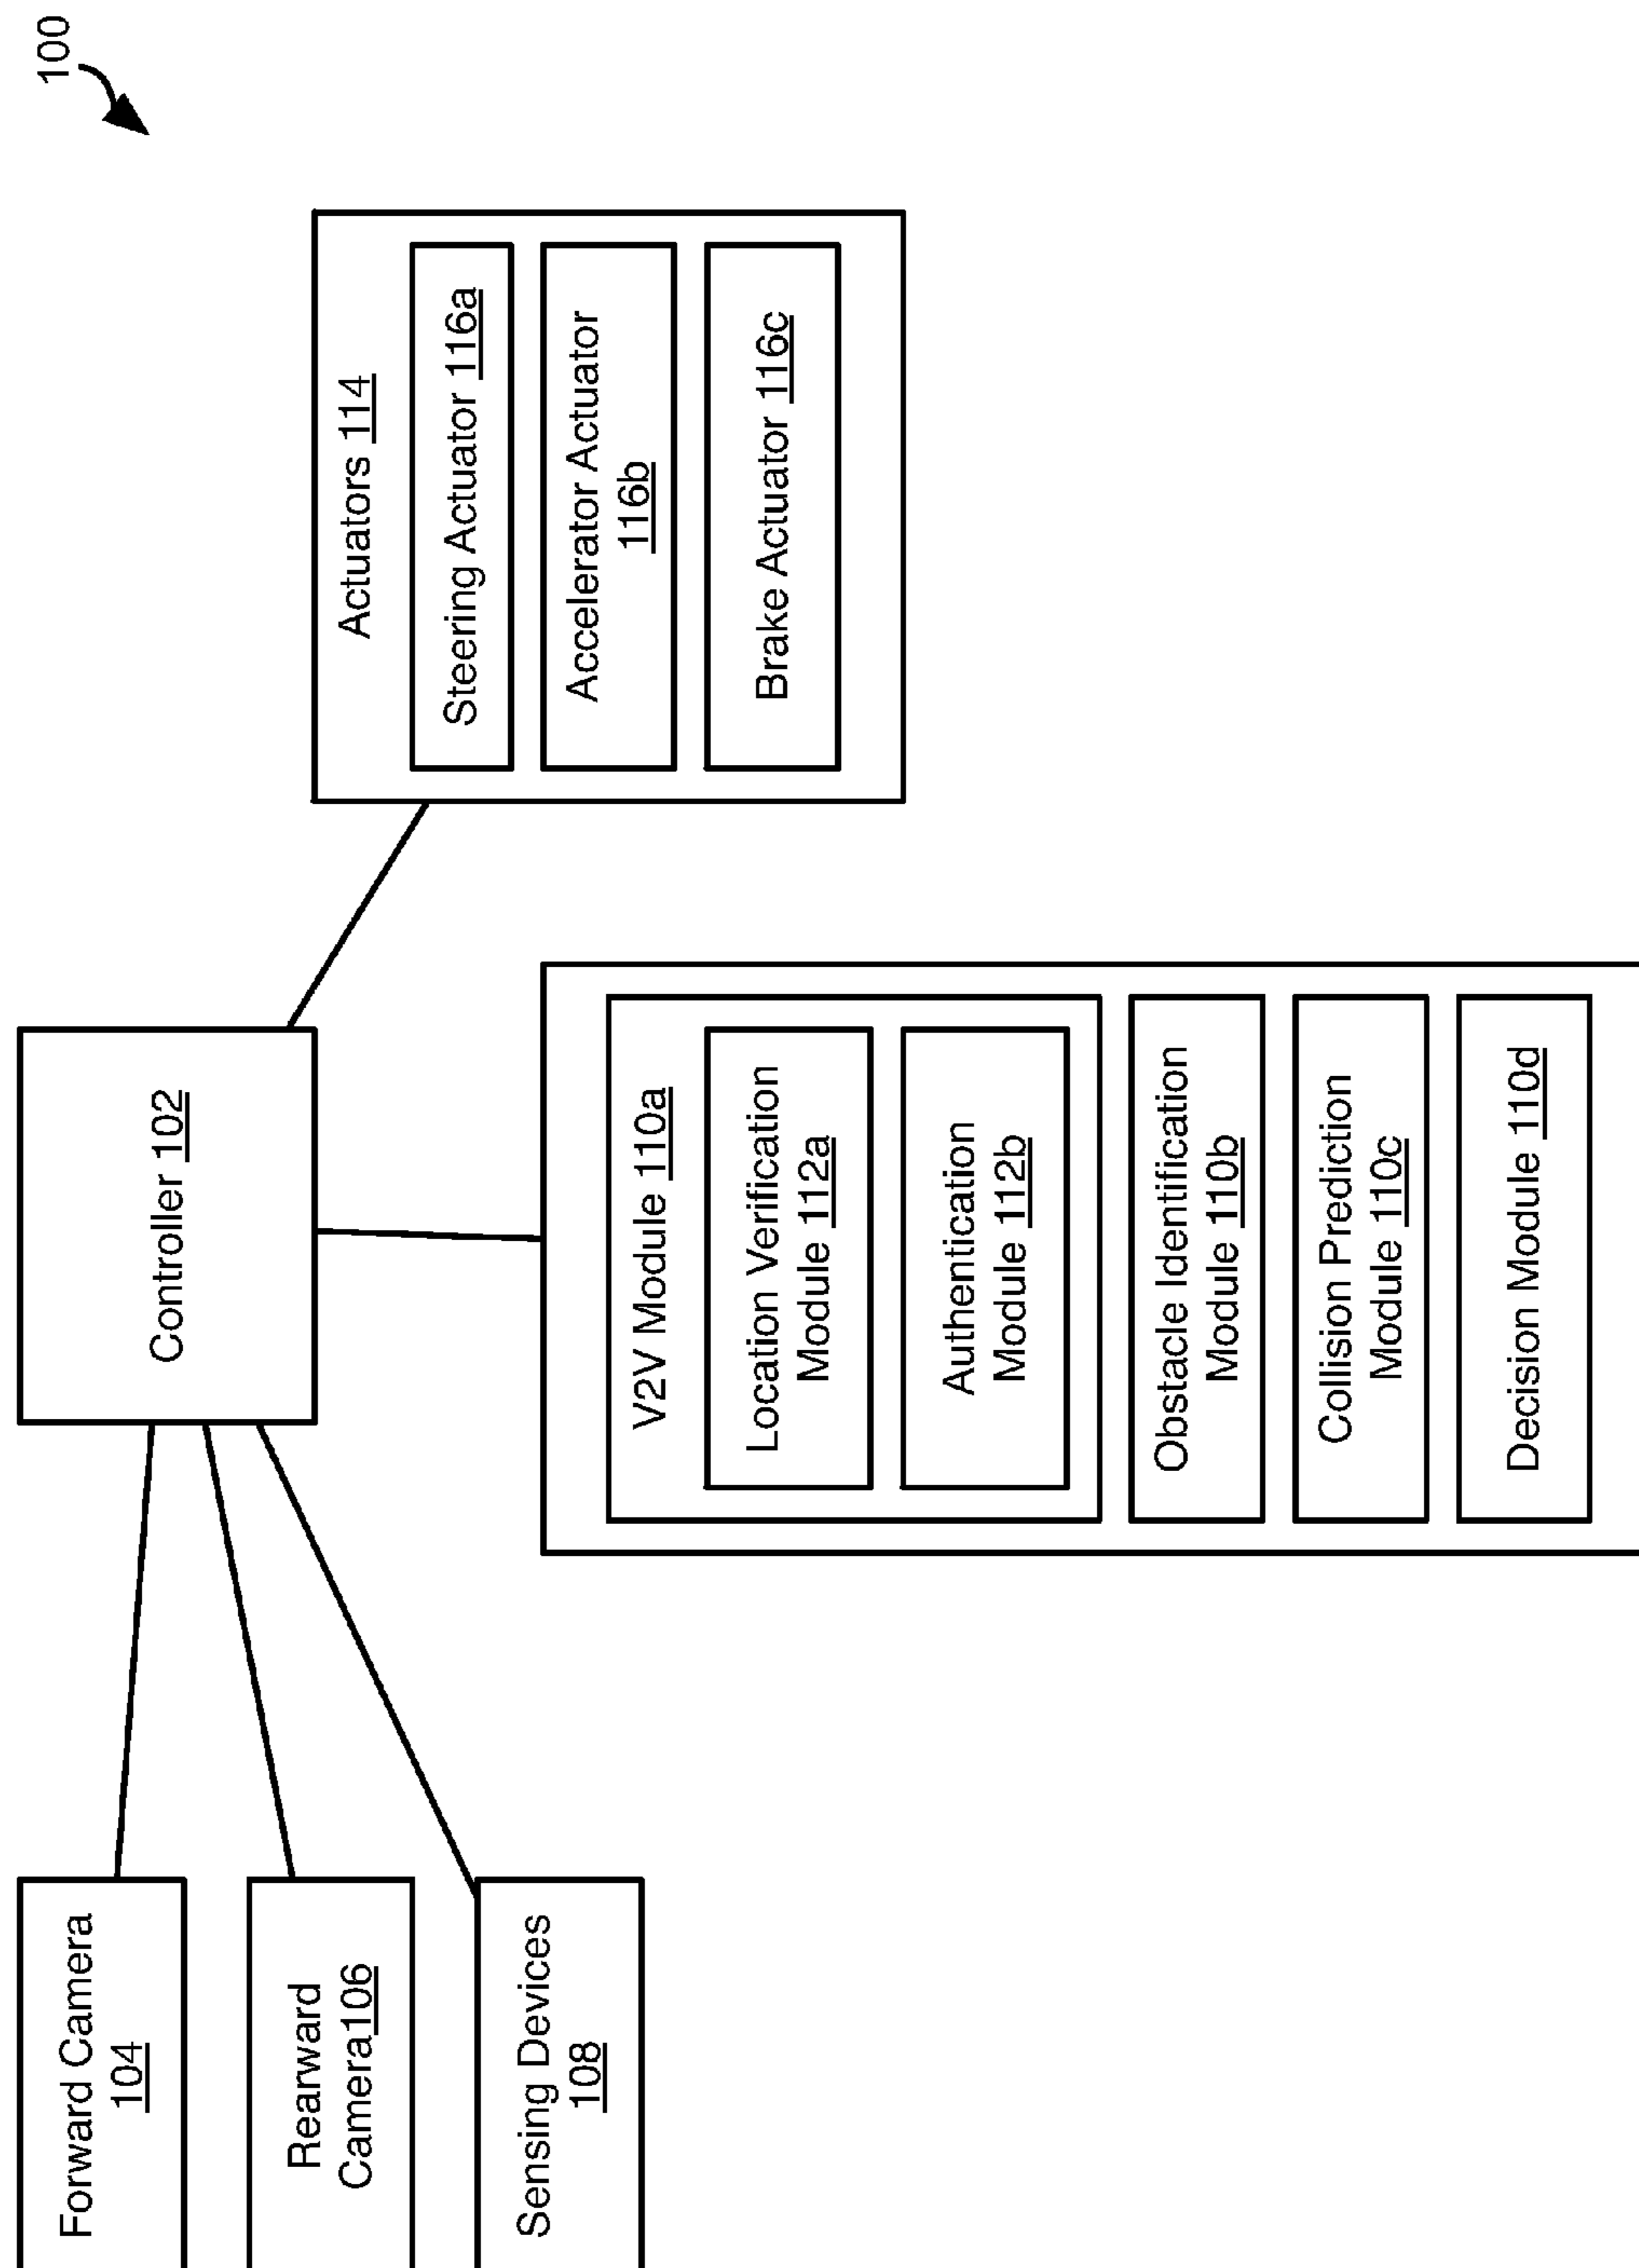 100
Forward Camera
104
Rearward
Camera106
Sensing Devices
108
Controller 102
V2V Module 110a
Location Verification
Module 112a
Authentication
Module 112b
Obstacle Identification
Module 110b
Collision Prediction
Module 110c
Decision Module 110d
Actuators 114
Steering Actuator 116a
Accelerator Actuator
116b
Brake Actuator 116c